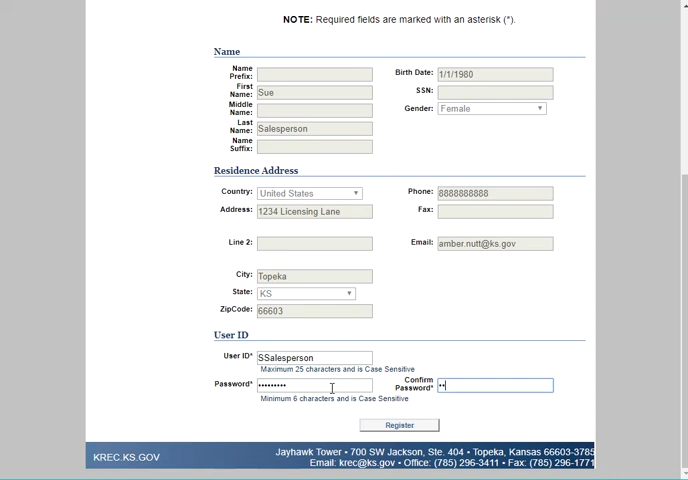 NOTE: Required fields are marked with an asterisk (*).
Name
Name Prefix:
Birth Date: 1/1/1980
First Name: Sue
SSN:
Middle Name:
Gender: Female
Last Name: Salesperson
Name Suffix:
Residence Address
Country: United States
Phone: 8888888888
Address: 1234 Licensing Lane
Fax:
Line 2:
Email: amber.nutt@ks.gov
City: Topeka
State: KS
ZipCode: 66603
User ID
User ID* SSalesperson
Maximum 25 characters and is Case Sensitive
Password* •••••••••
Confirm Password* ••
Minimum 6 characters and is Case Sensitive
Register
KREC.KS.GOV
Jayhawk Tower • 700 SW Jackson, Ste. 404 • Topeka, Kansas 66603-3785
Email: krec@ks.gov • Office: (785) 296-3411 • Fax: (785) 296-1771